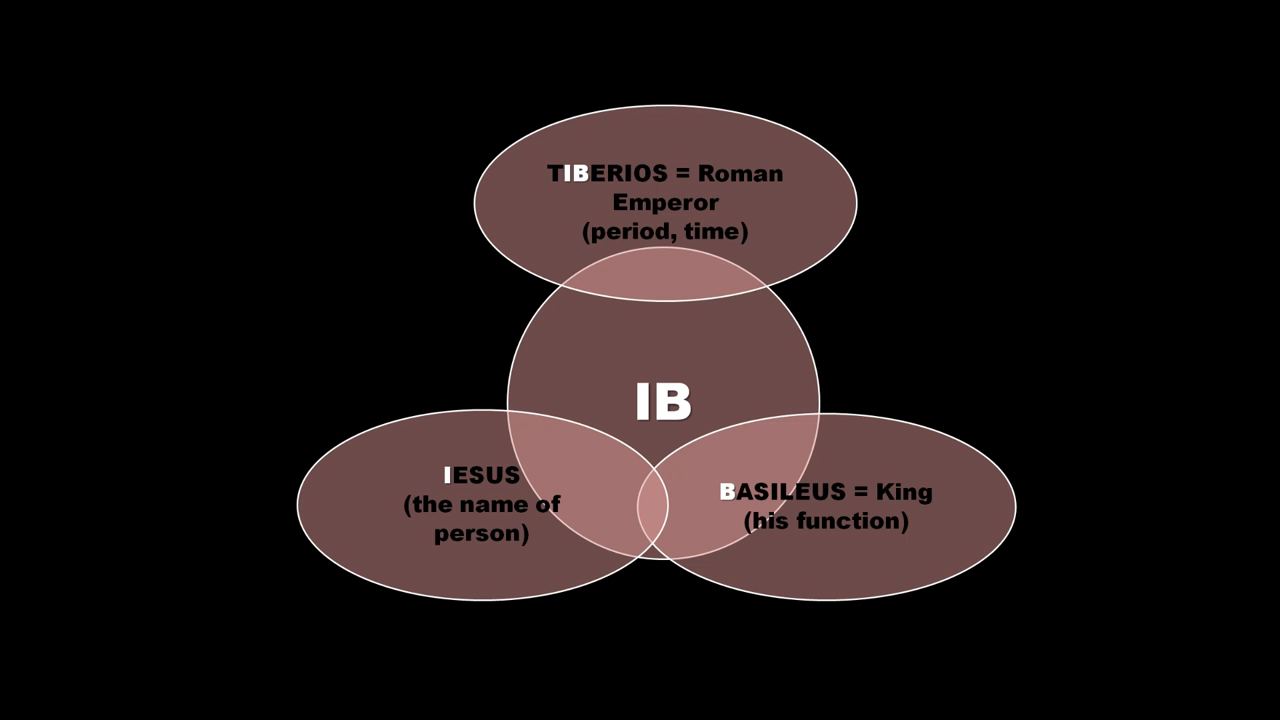 TIBERIOS = Roman
Emperor
(period, time)
IB
IESUS
(the name of
person)
BASILEUS = King
(his function)